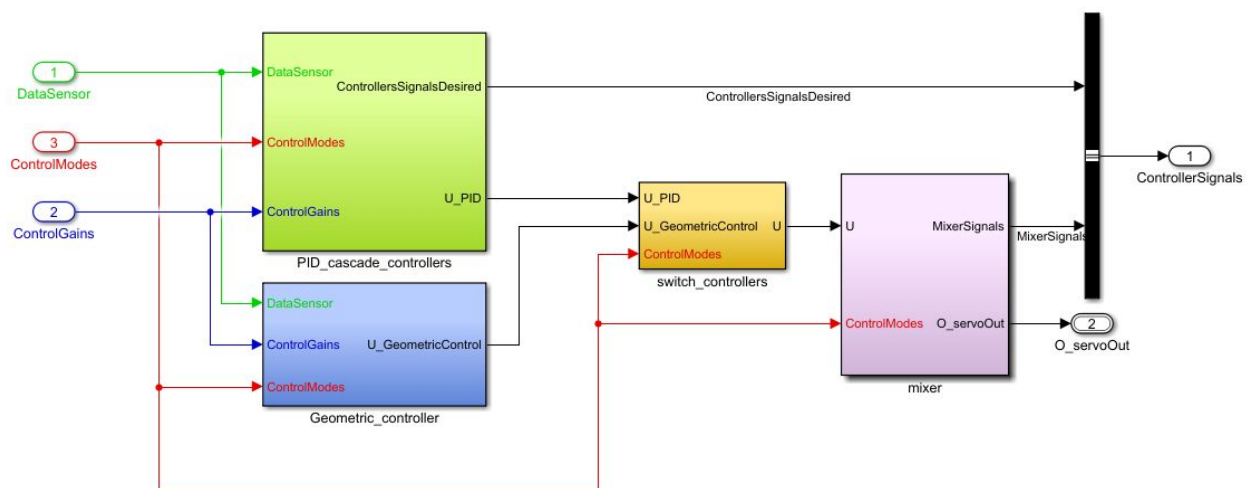 1
DataSensor
3
ControlModes
2
ControlGains
DataSensor
ControllersSignalsDesired
ControlModes
U_PID
ControlGains
PID_cascade_controllers
DataSensor
ControlGains
U_GeometricControl
ControlModes
Geometric_controller
ControllersSignalsDesired
U_PID
U_GeometricControl
U
ControlModes
switch_controllers
U
MixerSignals
ControlModes
O_servoOut
mixer
MixerSignals
1
ControllerSignals
2
O_servoOut